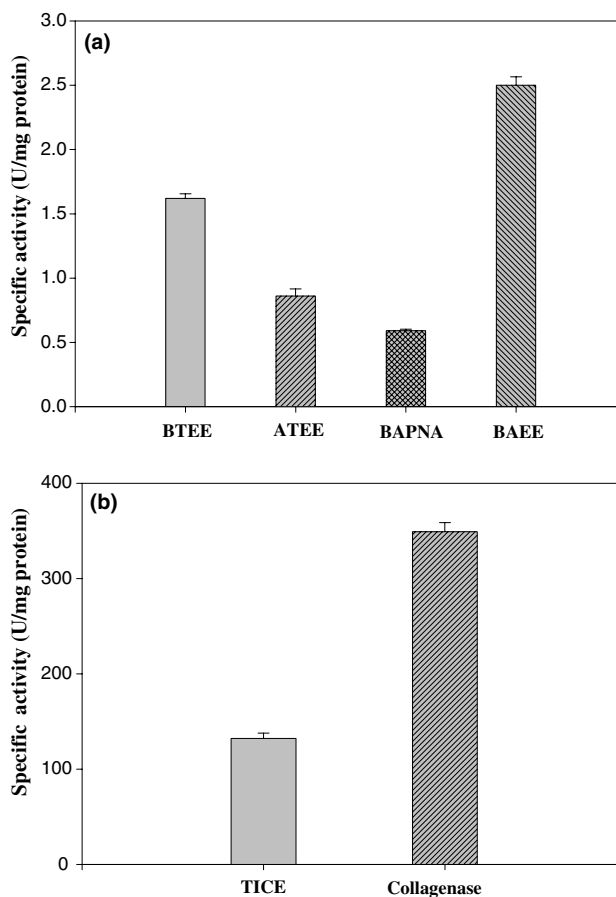 (a)
Specific activity (U/mg protein)
3.0
2.5
2.0
1.5
1.0
0.5
0.0
BTEE ATEE BAPNA BAEE
(b)
Specific activity (U/mg protein)
400
300
200
100
0
TICE Collagenase